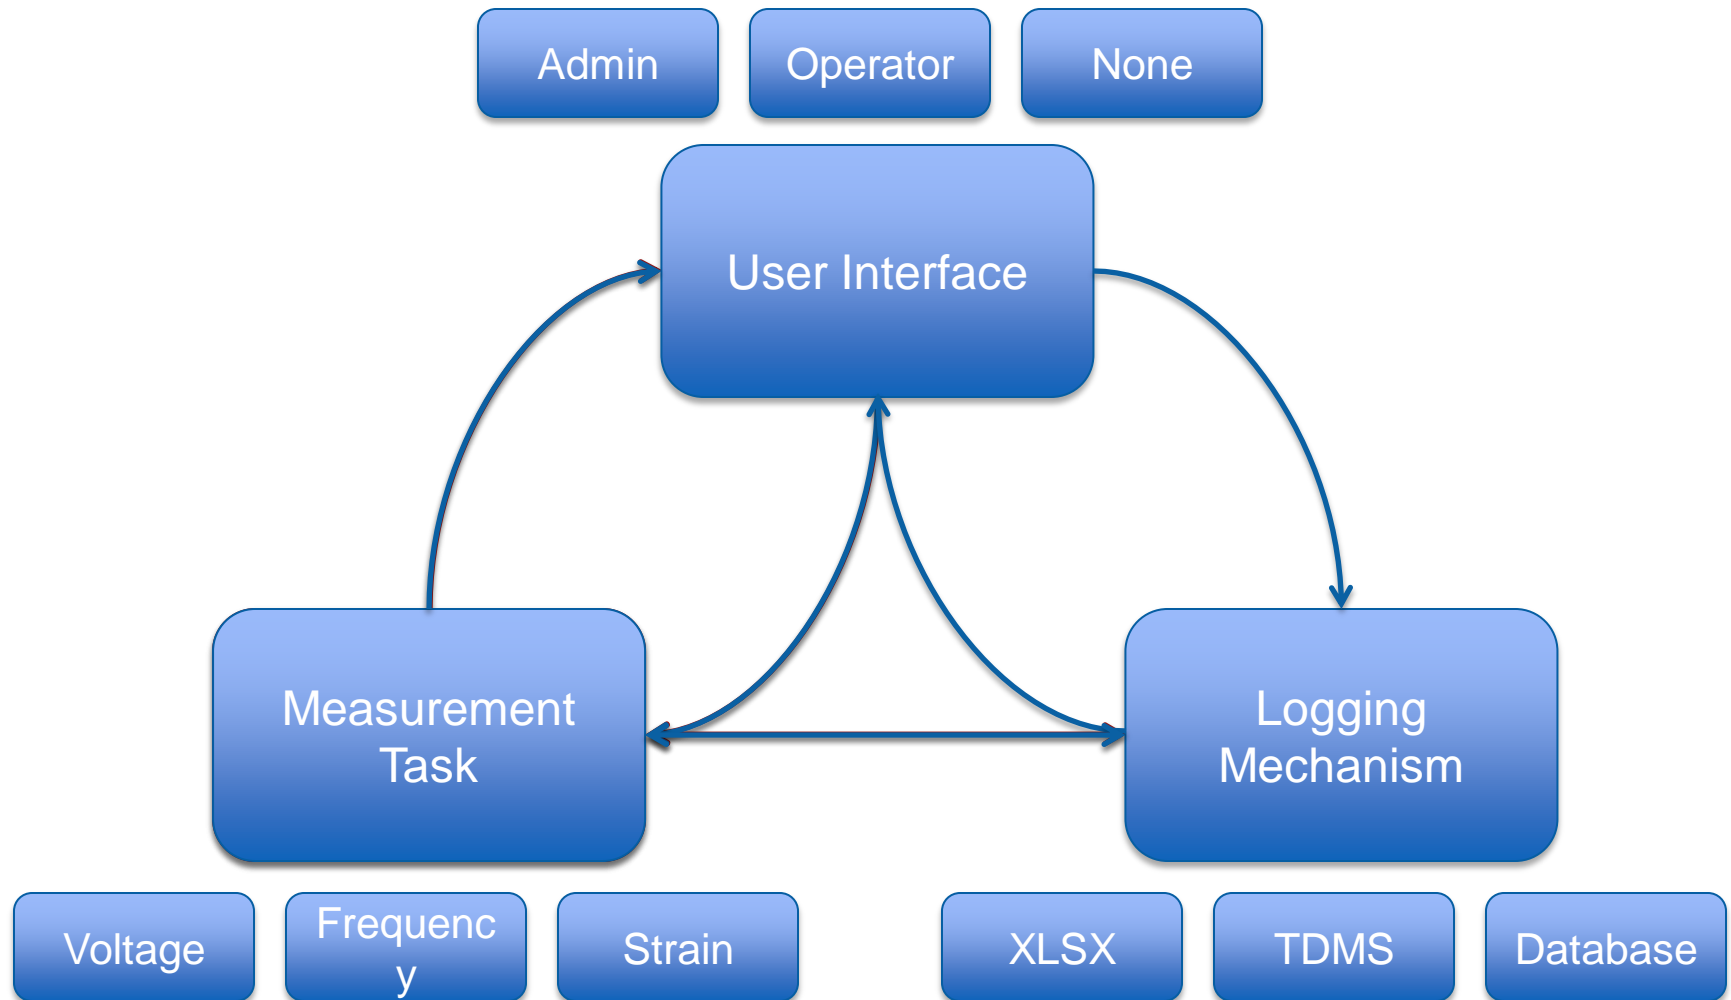 Admin
Operator
None
User Interface
Measurement
Task
Logging
Mechanism
Voltage
Frequenc
y
Strain
XLSX
TDMS
Database